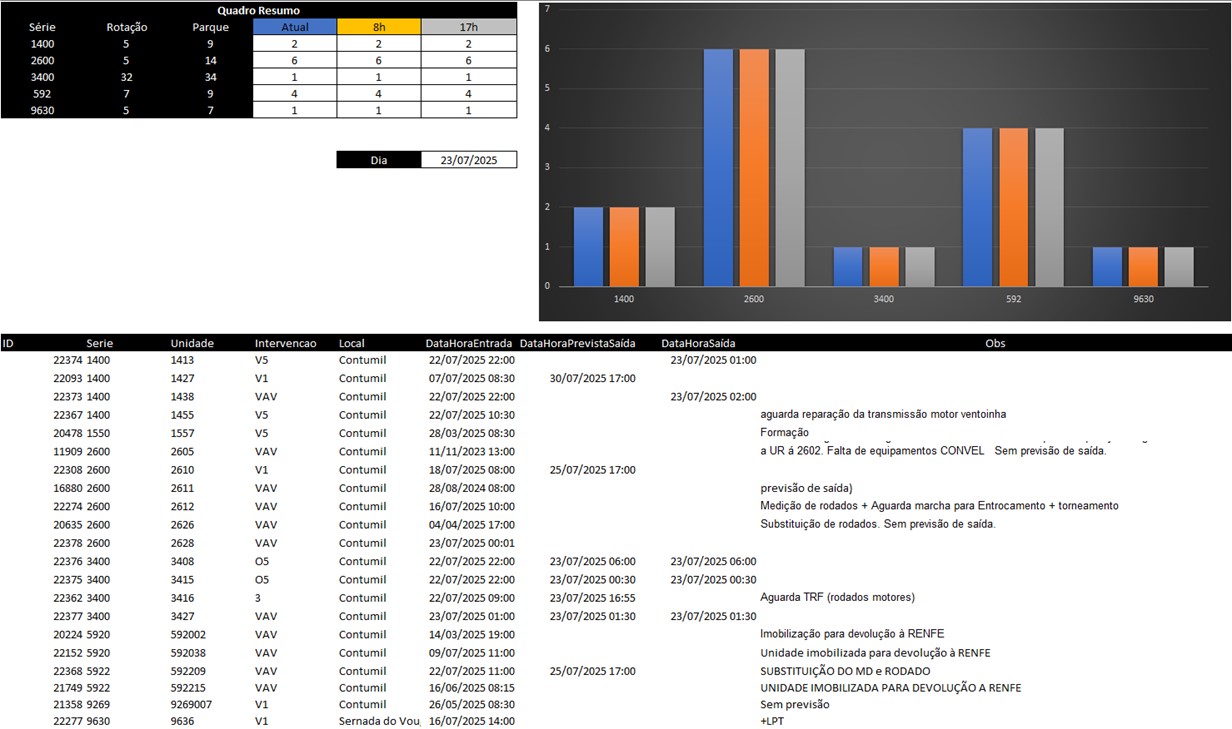 Quadro Resumo
Série Rotação Parque Atual 8h 17h
1400 5 9 2 2 2
2600 5 14 6 6 6
3400 32 34 1 1 1
592 7 9 4 4 4
9630 5 7 1 1 1
Dia 23/07/2025
7
6
5
4
3
2
1
0
1400 2600 3400 592 9630
ID Serie Unidade Intervencao Local DataHoraEntrada DataHoraPrevistaSaída DataHoraSaída Obs
22374 1400 1413 V5 Contumil 22/07/2025 22:00 23/07/2025 01:00
22093 1400 1427 V1 Contumil 07/07/2025 08:30 30/07/2025 17:00
22373 1400 1438 VAV Contumil 22/07/2025 22:00 23/07/2025 02:00
22367 1400 1455 V5 Contumil 22/07/2025 10:30 aguarda reparação da transmissão motor ventoinha
20478 1550 1557 V5 Contumil 28/03/2025 08:30 Formação
11909 2600 2605 VAV Contumil 11/11/2023 13:00 a UR á 2602. Falta de equipamentos CONVEL Sem previsão de saída.
22308 2600 2610 V1 Contumil 18/07/2025 08:00 25/07/2025 17:00
16880 2600 2611 VAV Contumil 28/08/2024 08:00 previsão de saída)
22274 2600 2612 VAV Contumil 16/07/2025 10:00 Medição de rodados + Aguarda marcha para Entrocamento + torneamento
20635 2600 2626 VAV Contumil 04/04/2025 17:00 Substituição de rodados. Sem previsão de saída.
22378 2600 2628 VAV Contumil 23/07/2025 00:01
22376 3400 3408 O5 Contumil 22/07/2025 22:00 23/07/2025 06:00 23/07/2025 06:00
22375 3400 3415 O5 Contumil 22/07/2025 22:00 23/07/2025 00:30 23/07/2025 00:30
22362 3400 3416 3 Contumil 22/07/2025 09:00 23/07/2025 16:55 Aguarda TRF (rodados motores)
22377 3400 3427 VAV Contumil 23/07/2025 01:00 23/07/2025 01:30 23/07/2025 01:30
20224 5920 592002 VAV Contumil 14/03/2025 19:00 Imobilização para devolução à RENFE
22152 5920 592038 VAV Contumil 09/07/2025 11:00 Unidade imobilizada para devolução à RENFE
22368 5922 592209 VAV Contumil 22/07/2025 11:00 25/07/2025 17:00 SUBSTITUIÇÃO DO MD e RODADO
21749 5922 592215 VAV Contumil 16/06/2025 08:15 UNIDADE IMOBILIZADA PARA DEVOLUÇÃO A RENFE
21358 9269 9269007 V1 Contumil 26/05/2025 08:30 Sem previsão
22277 9630 9636 V1 Sernada do Vou 16/07/2025 14:00 +LPT